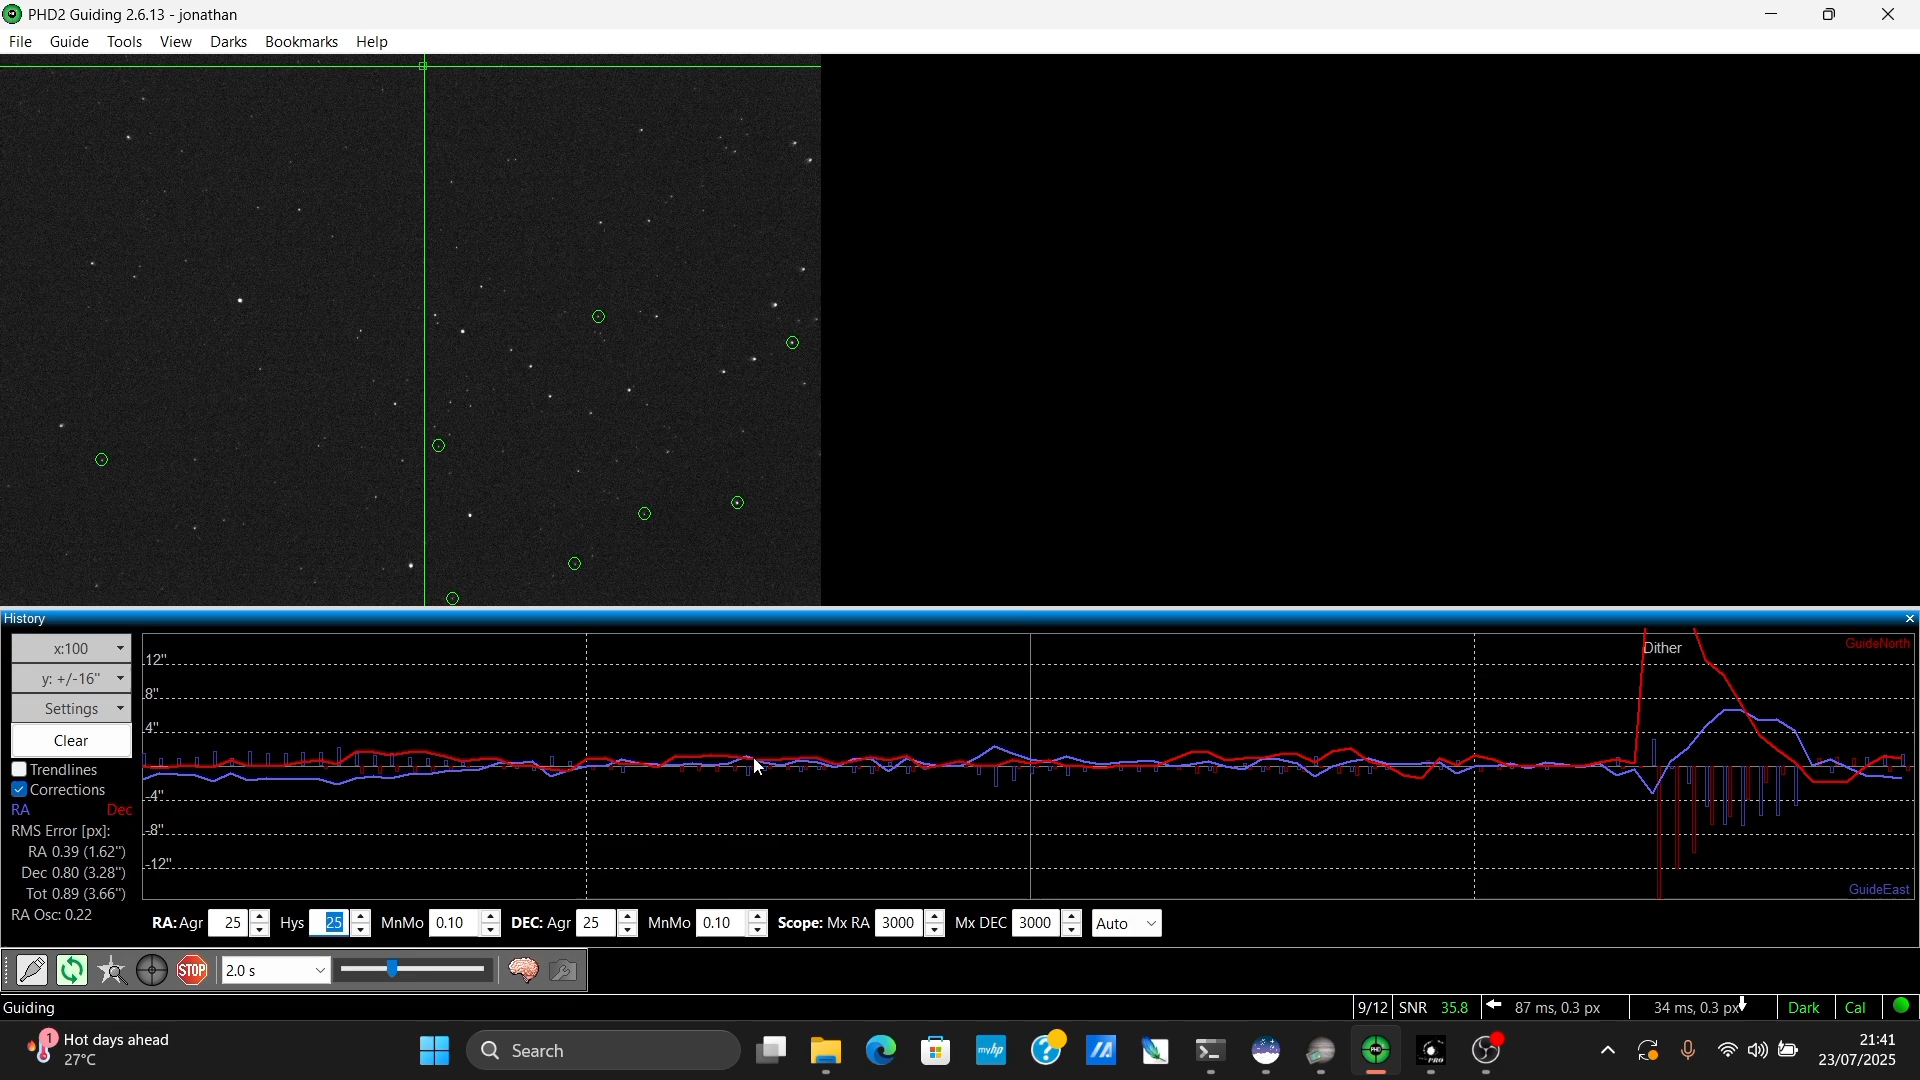 PHD2 Guiding 2.6.13 - jonathan
File Guide Tools View Darks Bookmarks Help
History
x:100
y: +/-16"
Settings
Clear
Trendlines
Corrections
RA Dec
RMS Error [px]:
RA 0.39 (1.62")
Dec 0.80 (3.28")
Tot 0.89 (3.66")
RA Osc: 0.22
12"
8"
4"
-4"
-8"
-12"
Dither
GuideNorth
GuideEast
RA: Agr 25 Hys 25 MnMo 0.10 DEC: Agr 25 MnMo 0.10 Scope: Mx RA 3000 Mx DEC 3000 Auto
STOP 2.0 s
Guiding 9/12 SNR 35.8 87 ms, 0.3 px 34 ms, 0.3 px Dark Cal
1 Hot days ahead
27°C
Search
myhp
PHD
PRO
21:41
23/07/2025